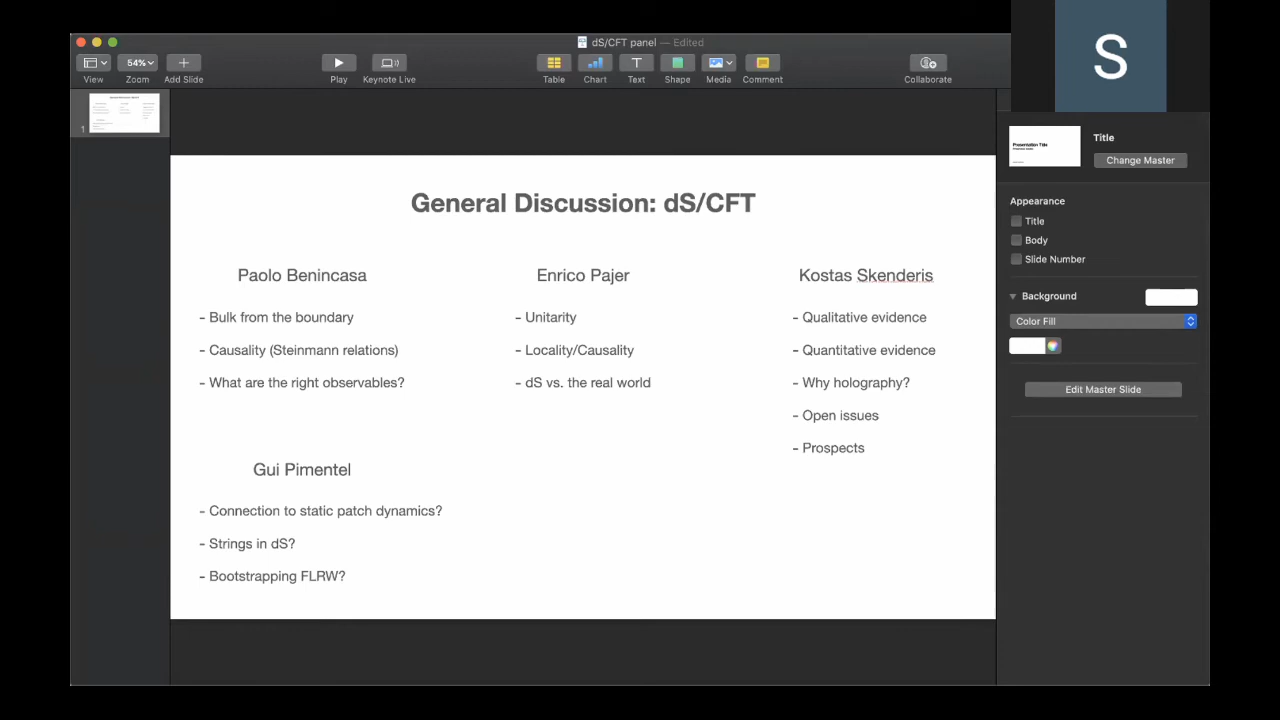 dS/CFT panel — Edited
S
54%
View
Zoom
Add Slide
Play
Keynote Live
Table
Chart
Text
Shape
Media
Comment
Collaborate
1
General Discussion: dS/CFT
Paolo Benincasa
- Bulk from the boundary
- Causality (Steinmann relations)
- What are the right observables?
Enrico Pajer
- Unitarity
- Locality/Causality
- dS vs. the real world
Kostas Skenderis
- Qualitative evidence
- Quantitative evidence
- Why holography?
- Open issues
- Prospects
Gui Pimentel
- Connection to static patch dynamics?
- Strings in dS?
- Bootstrapping FLRW?
Presentation Title
Title
Change Master
Appearance
Title
Body
Slide Number
Background
Color Fill
Edit Master Slide